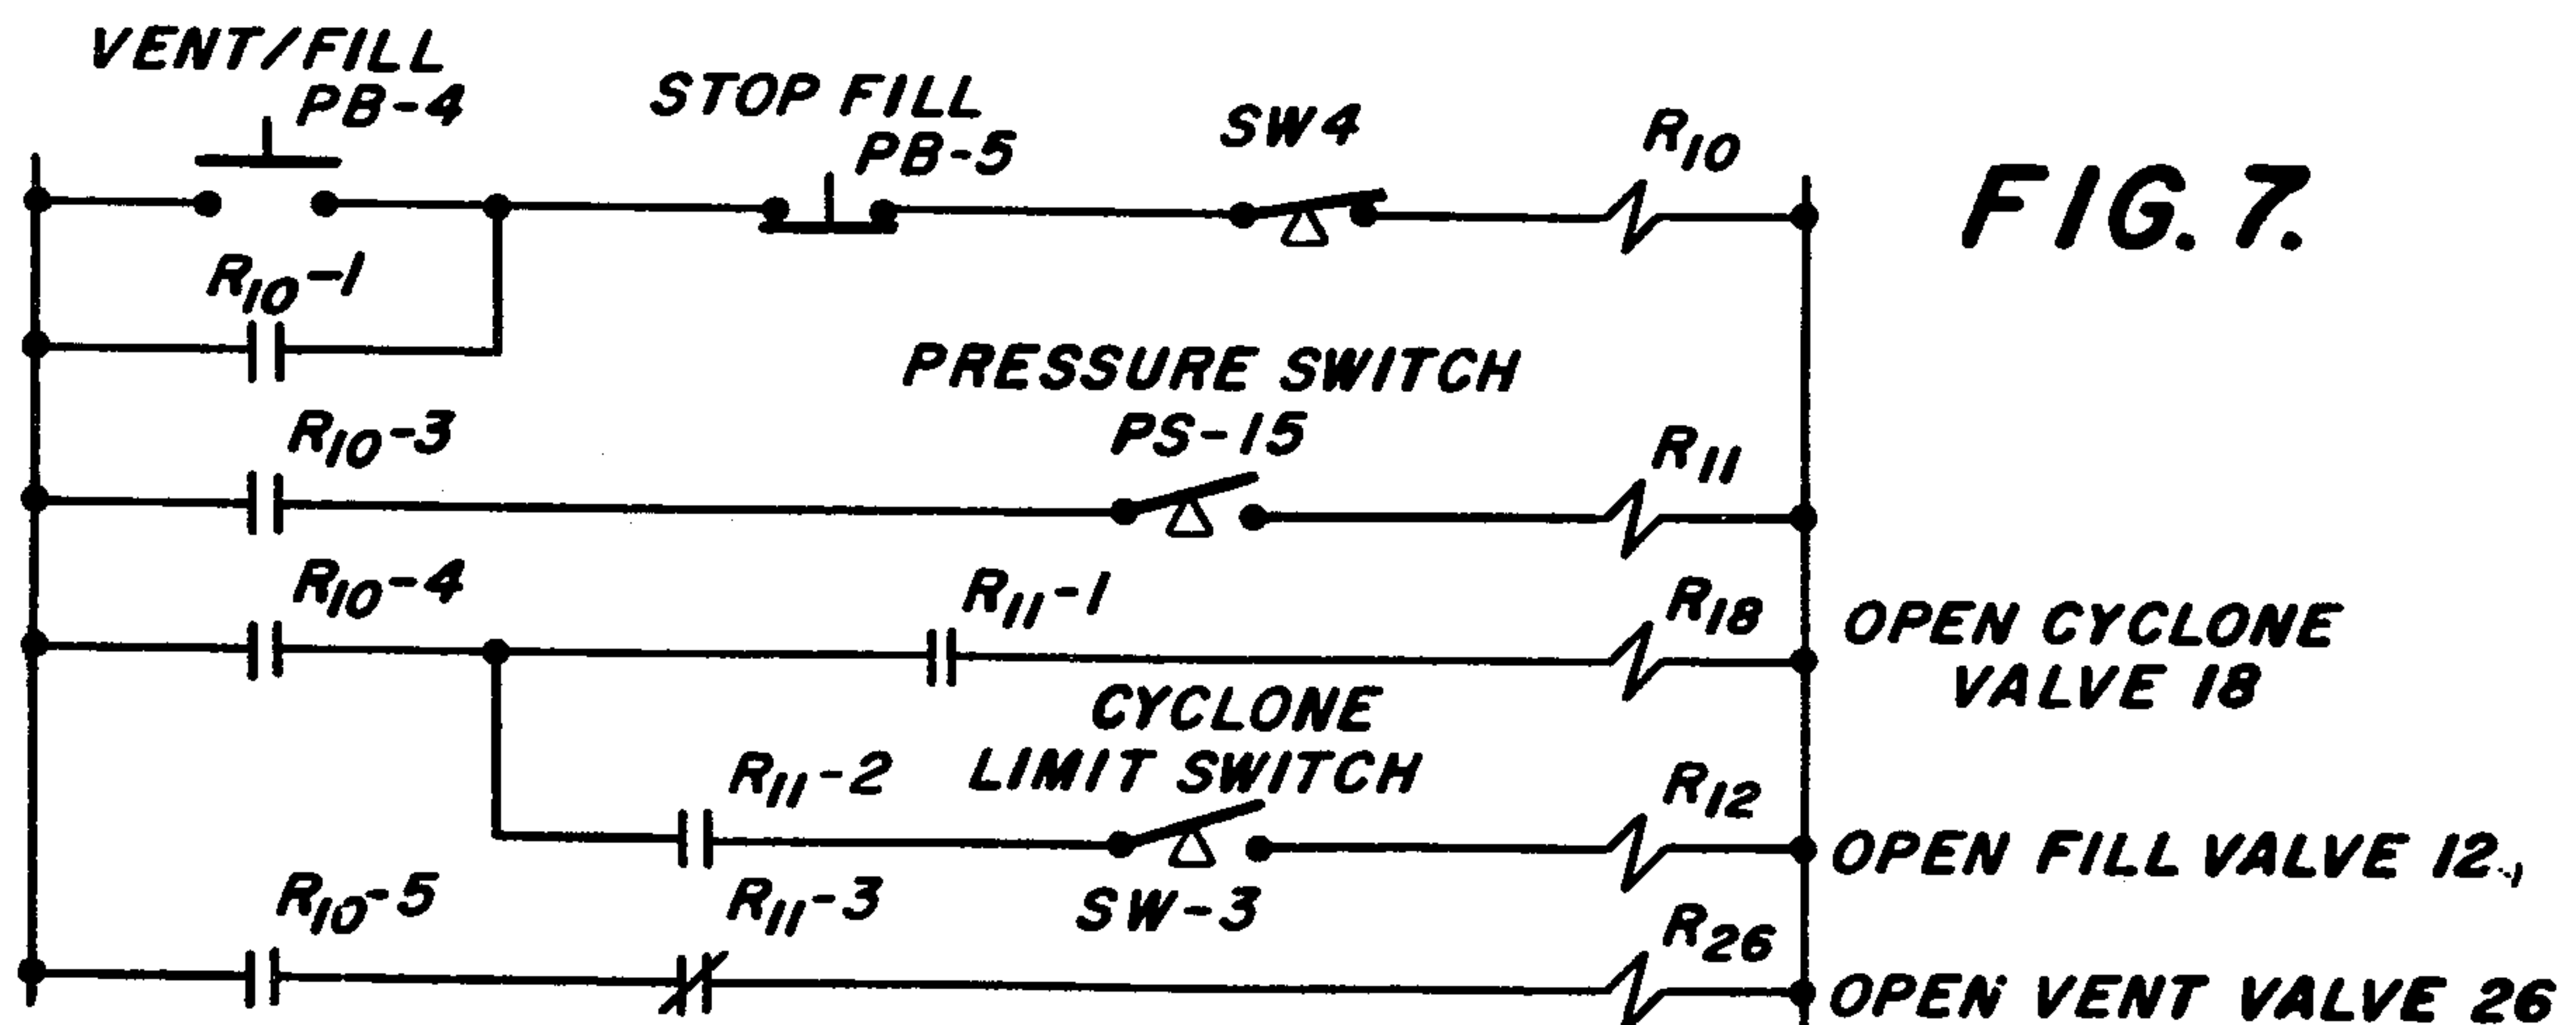 VENT/FILL
PB-4
STOP FILL
PB-5
SW4
R10
FIG. 7.
R10-1
PRESSURE SWITCH
PS-15
R10-3
R11
R10-4
R11-1
R18
OPEN CYCLONE
VALVE 18
CYCLONE
LIMIT SWITCH
R11-2
SW-3
R12
OPEN FILL VALVE 12
R10-5
R11-3
R26
OPEN VENT VALVE 26